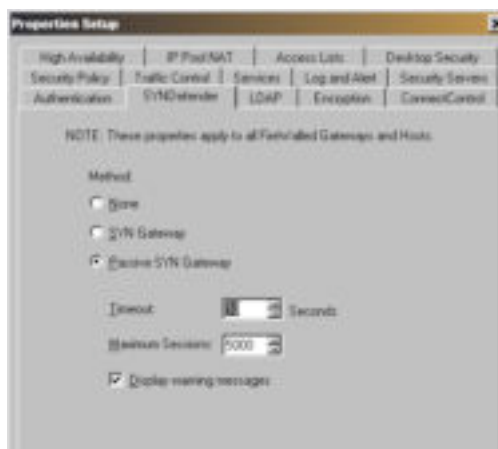 Property Setup
High Availability IP Pool NAT Access Lists Desktop Security
Security Policy Traffic Control Services Log and Alert Security Servers
Authentication SYNDefender LDAP Encryption ConnectControl
NOTE: These properties apply to all FireWalled Gateways and Hosts
Method:
None
SYN Gateway
Passive SYN Gateway
Timeout: Seconds
Maximum Sessions: 5000
Display warning messages